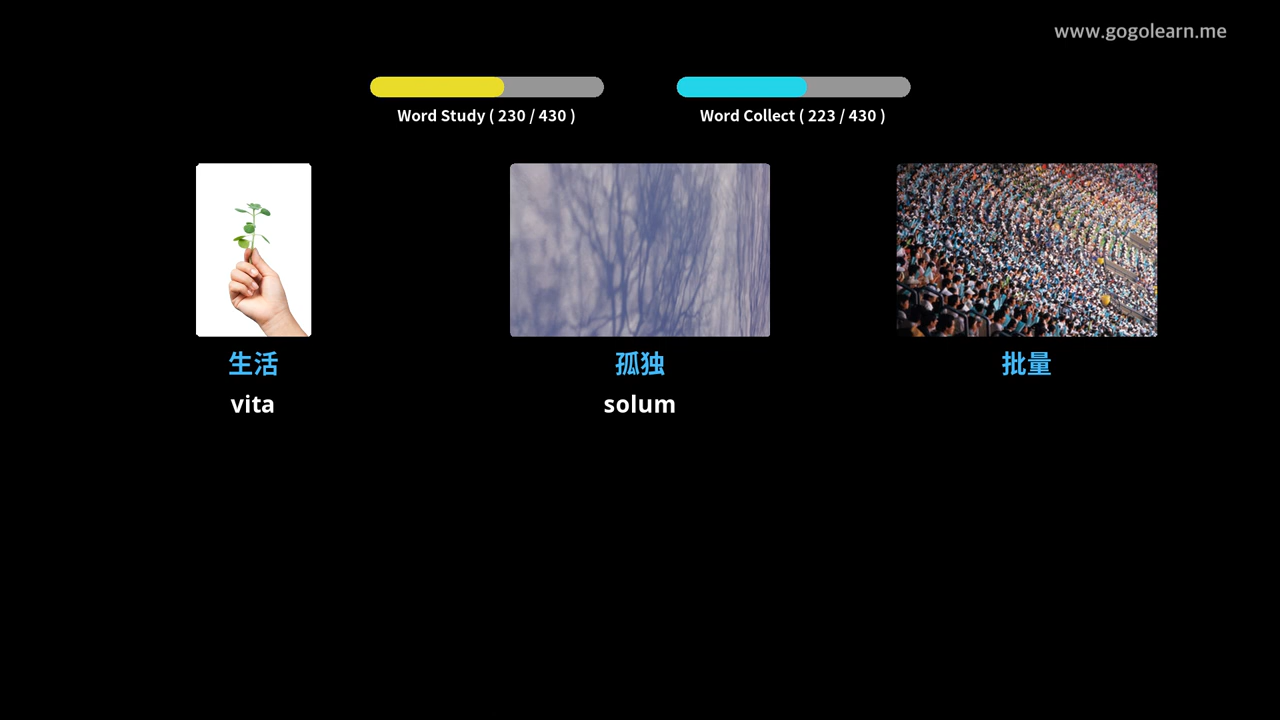 www.gogolearn.me
Word Study ( 230 / 430 )
Word Collect ( 223 / 430 )
生活
孤独
批量
vita
solum